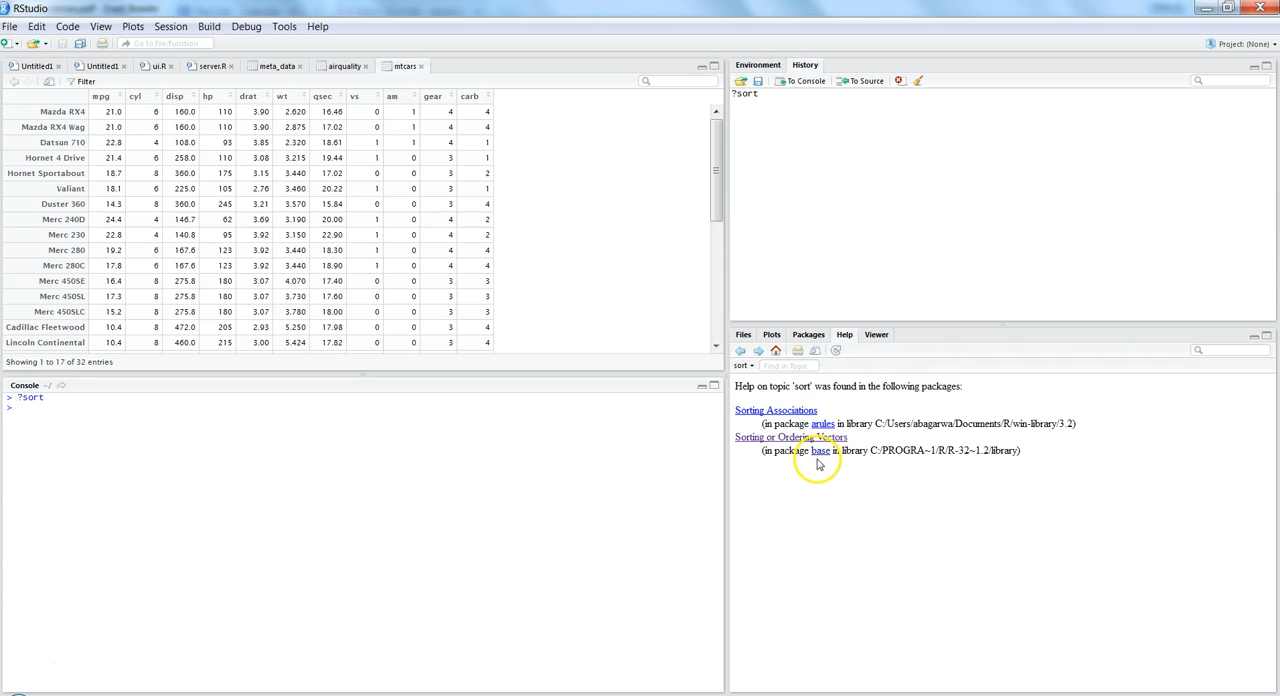 RStudio
File Edit Code View Plots Session Build Debug Tools Help
Go to file/function Project: (None)
Untitled1 Untitled1 ui.R server.R meta_data airquality mtcars
Filter
mpg cyl disp hp drat wt qsec vs am gear carb
Mazda RX4 21.0 6 160.0 110 3.90 2.620 16.46 0 1 4 4
Mazda RX4 Wag 21.0 6 160.0 110 3.90 2.875 17.02 0 1 4 4
Datsun 710 22.8 4 108.0 93 3.85 2.320 18.61 1 1 4 1
Hornet 4 Drive 21.4 6 258.0 110 3.08 3.215 19.44 1 0 3 1
Hornet Sportabout 18.7 8 360.0 175 3.15 3.440 17.02 0 0 3 2
Valiant 18.1 6 225.0 105 2.76 3.460 20.22 1 0 3 1
Duster 360 14.3 8 360.0 245 3.21 3.570 15.84 0 0 3 4
Merc 240D 24.4 4 146.7 62 3.69 3.190 20.00 1 0 4 2
Merc 230 22.8 4 140.8 95 3.92 3.150 22.90 1 0 4 2
Merc 280 19.2 6 167.6 123 3.92 3.440 18.30 1 0 4 4
Merc 280C 17.8 6 167.6 123 3.92 3.440 18.90 1 0 4 4
Merc 450SE 16.4 8 275.8 180 3.07 4.070 17.40 0 0 3 3
Merc 450SL 17.3 8 275.8 180 3.07 3.730 17.60 0 0 3 3
Merc 450SLC 15.2 8 275.8 180 3.07 3.780 18.00 0 0 3 3
Cadillac Fleetwood 10.4 8 472.0 205 2.93 5.250 17.98 0 0 3 4
Lincoln Continental 10.4 8 460.0 215 3.00 5.424 17.82 0 0 3 4
Showing 1 to 17 of 32 entries
Console ~/
> ?sort
>
Environment History
To Console To Source
?sort
Files Plots Packages Help Viewer
sort Find in Topic
Help on topic 'sort' was found in the following packages:
Sorting Associations
(in package arules in library C:/Users/abagarwa/Documents/R/win-library/3.2)
Sorting or Ordering Vectors
(in package base in library C:/PROGRA~1/R/R-32~1.2/library)